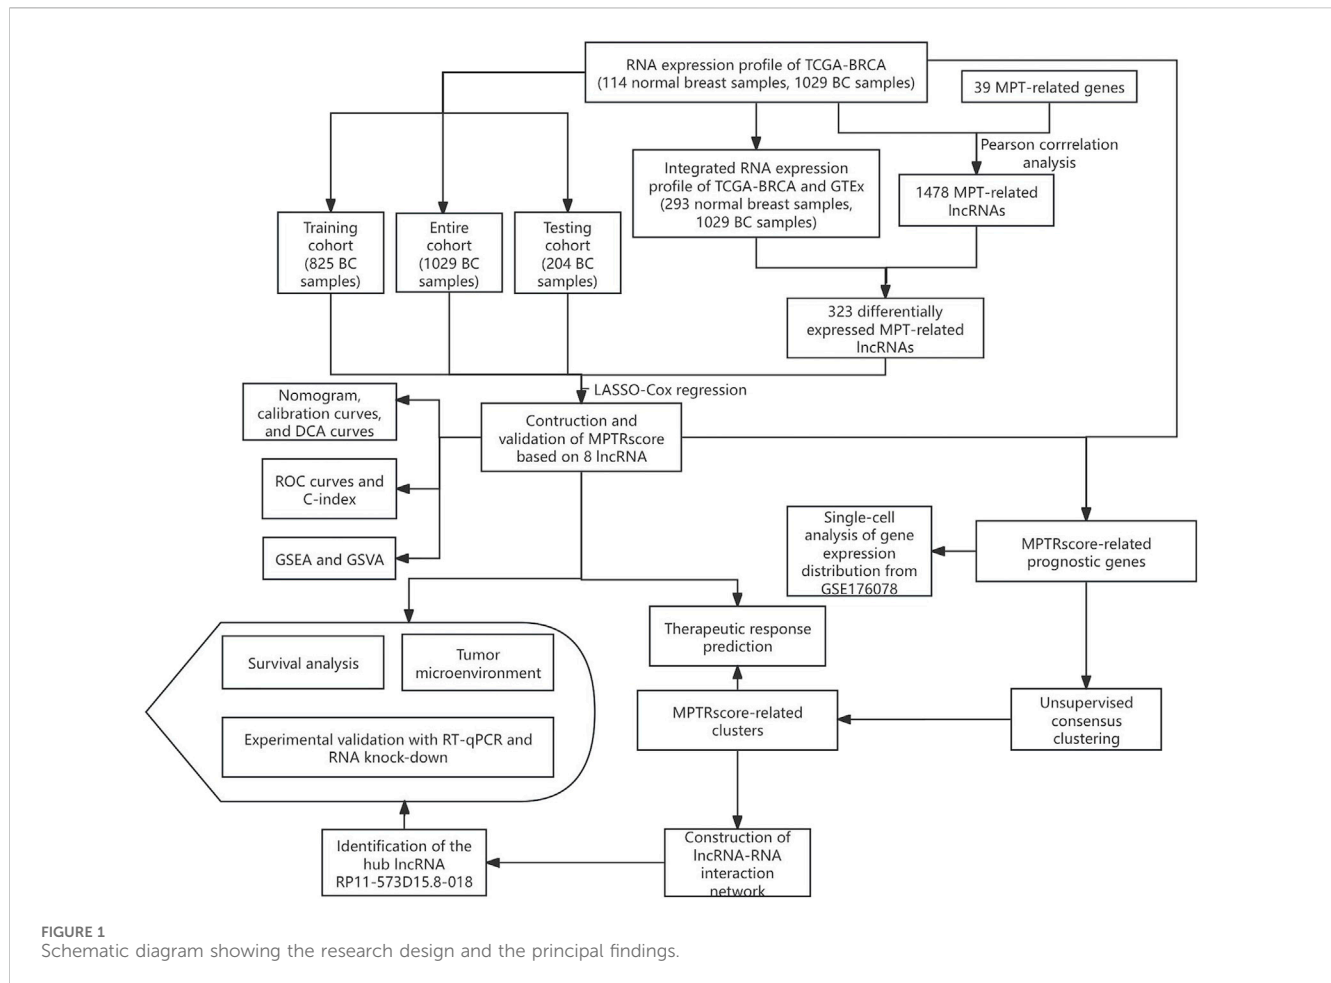 RNA expression profile of TCGA-BRCA
(114 normal breast samples, 1029 BC samples)
39 MPT-related genes
Pearson corrrelation
analysis
Integrated RNA expression
profile of TCGA-BRCA and GTEx
(293 normal breast samples,
1029 BC samples)
1478 MPT-related
lncRNAs
Training
cohort
(825 BC
samples)
Entire
cohort
(1029 BC
samples)
Testing
cohort
(204 BC
samples)
323 differentially
expressed MPT-related
lncRNAs
LASSO-Cox regression
Nomogram,
calibration curves,
and DCA curves
Contruction and
validation of MPTRscore
based on 8 lncRNA
ROC curves and
C-index
GSEA and GSVA
Single-cell
analysis of gene
expression
distribution from
GSE176078
MPTRscore-related
prognostic genes
Therapeutic response
prediction
Survival analysis
Tumor
microenvironment
Experimental validation with RT-qPCR and
RNA knock-down
MPTRscore-related
clusters
Unsupervised
consensus
clustering
Identification of the
hub lncRNA
RP11-573D15.8-018
Construction of
lncRNA-RNA
interaction
network
FIGURE 1
Schematic diagram showing the research design and the principal findings.